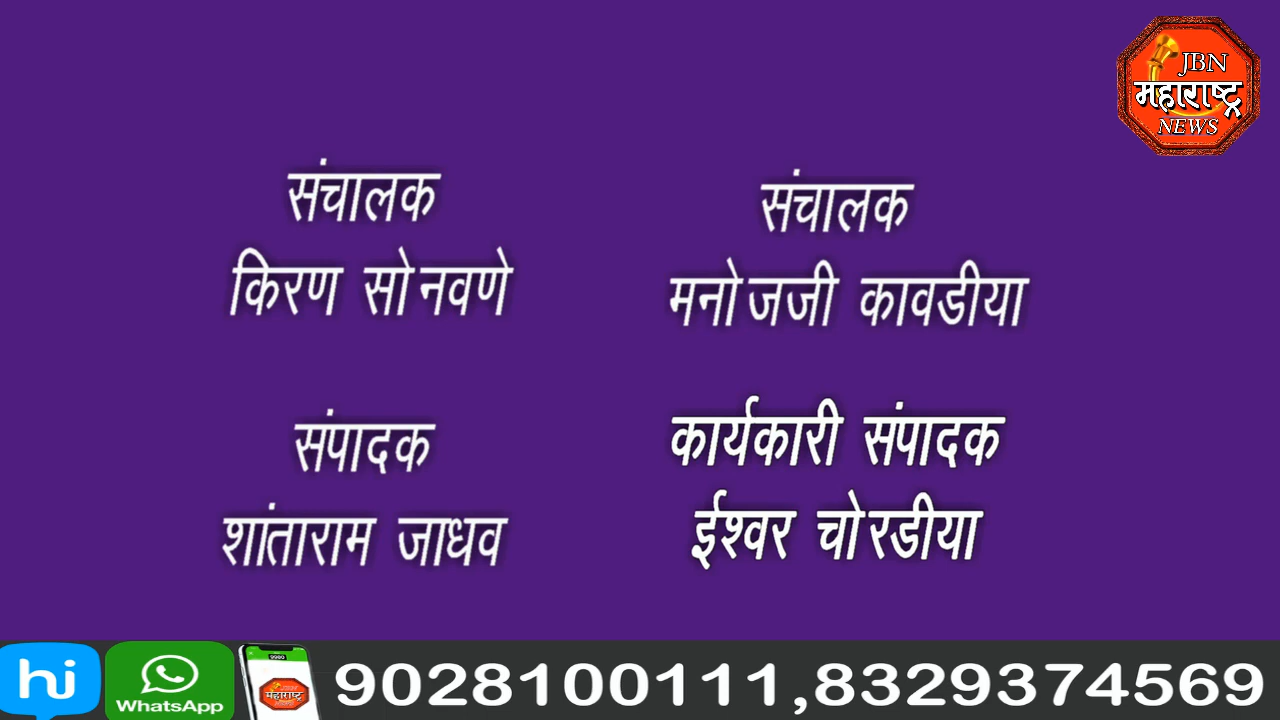 JBN
महाराष्ट्र
NEWS
संचालक
किरण सोनवणे
संचालक
मनोजजी कावडीया
संपादक
शांताराम जाधव
कार्यकारी संपादक
ईश्वर चोरडीया
hi
WhatsApp
महाराष्ट्र
9028100111,8329374569